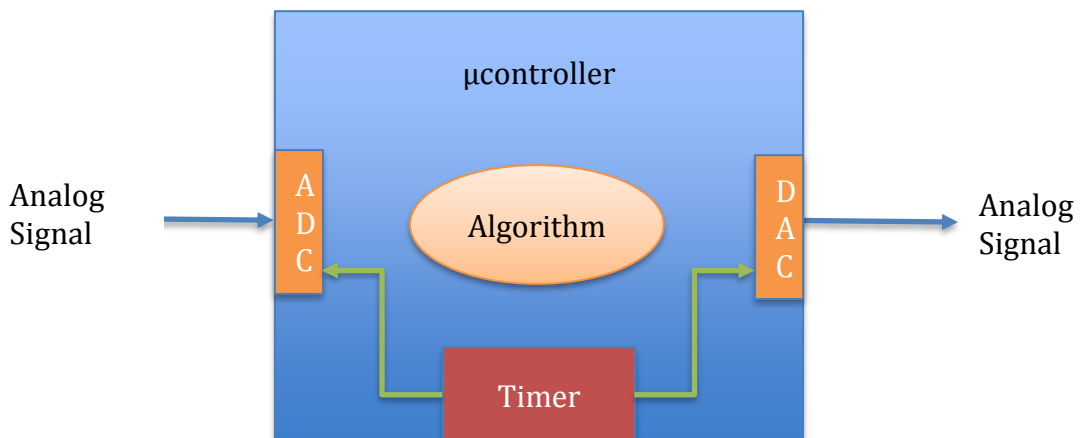 μcontroller
Analog
Signal
A
D
C
Algorithm
D
A
C
Analog
Signal
Timer